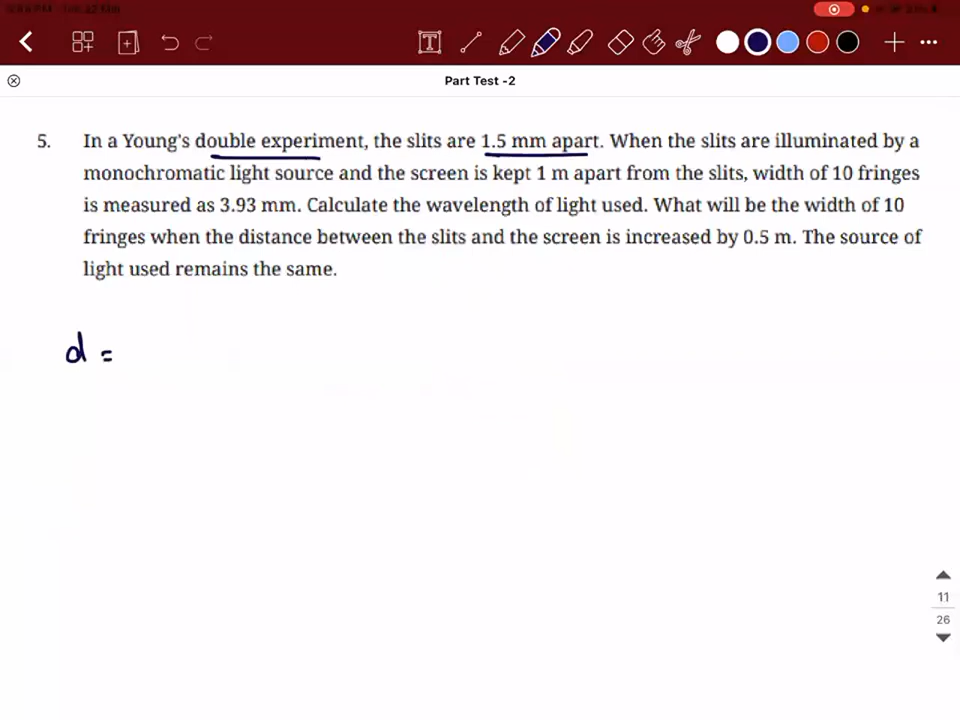 Part Test -2
5. In a Young's double experiment, the slits are 1.5 mm apart. When the slits are illuminated by a
monochromatic light source and the screen is kept 1 m apart from the slits, width of 10 fringes
is measured as 3.93 mm. Calculate the wavelength of light used. What will be the width of 10
fringes when the distance between the slits and the screen is increased by 0.5 m. The source of
light used remains the same.
d =
11
26